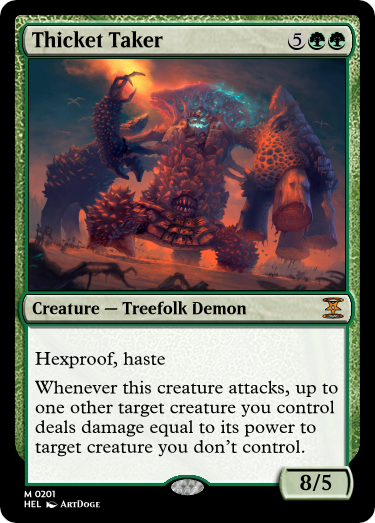 Thicket Taker 5
Creature — Treefolk Demon
Hexproof, haste
Whenever this creature attacks, up to
one other target creature you control
deals damage equal to its power to
target creature you don't control.
8/5
M 0201
HEL ArtDoge